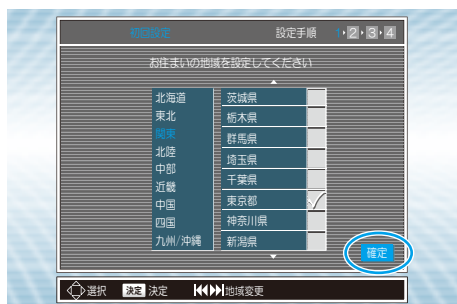 初回設定 設定手順 1・2・3・4
お住まいの地域を設定してください
北海道
東北
関東
北陸
中部
近畿
中国
四国
九州/沖縄
茨城県
栃木県
群馬県
埼玉県
千葉県
東京都
神奈川県
新潟県
確定
選択 決定 決定 地域変更